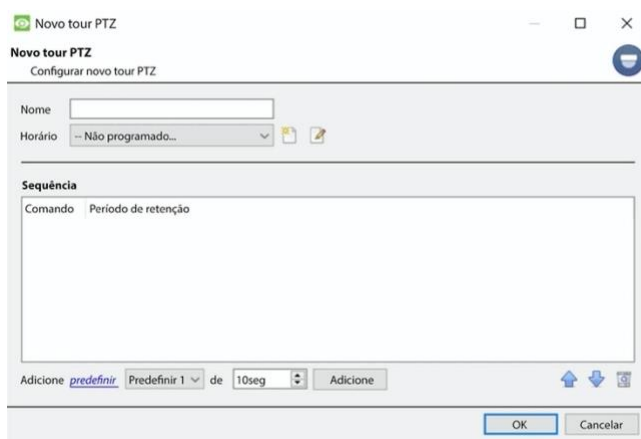 Novo tour PTZ
Novo tour PTZ
Configurar novo tour PTZ
Nome
Horário -- Não programado...
Sequência
Comando Período de retenção
Adicione predefinir Predefinir 1 de 10seg Adicione
OK Cancelar